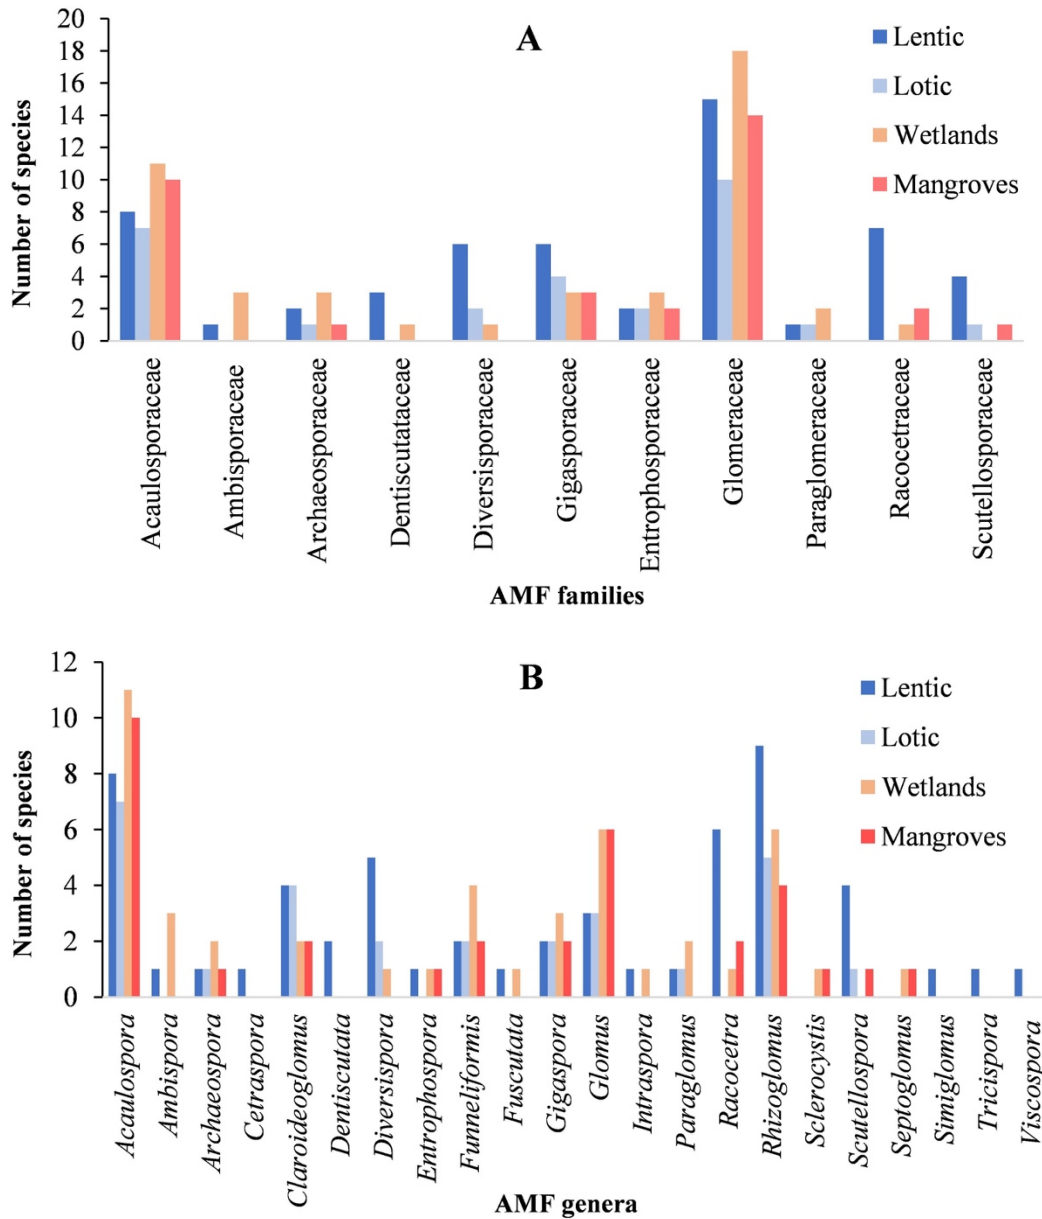 A
Number of species
20
18
16
14
12
10
8
6
4
2
0
Lentic
Lotic
Wetlands
Mangroves
Acaulosporaceae
Ambisporaceae
Archaeosporaceae
Dentiscutataceae
Diversisporaceae
Gigasporaceae
Entrophosporaceae
Glomeraceae
Paraglomeraceae
Racocetraceae
Scutellosporaceae
AMF families
B
Number of species
12
10
8
6
4
2
0
Lentic
Lotic
Wetlands
Mangroves
Acaulospora
Ambispora
Archaeospora
Cetraspora
Claroideoglomus
Dentiscutata
Diversispora
Entrophospora
Funneliformis
Fuscutata
Gigaspora
Glomus
Intraspora
Paraglomus
Racocetra
Rhizoglomus
Sclerocystis
Scutellospora
Septoglomus
Simiglomus
Tricispora
Viscospora
AMF genera